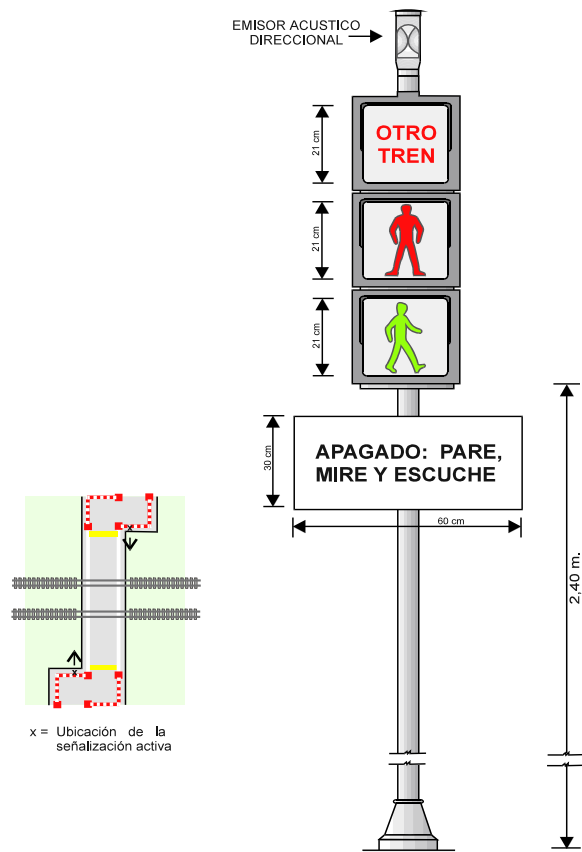 EMISOR ACUSTICO
DIRECCIONAL
OTRO
TREN
21 cm
21 cm
21 cm
APAGADO: PARE,
MIRE Y ESCUCHE
30 cm
60 cm
2,40 m.
x = Ubicación de la
señalización activa
x
x